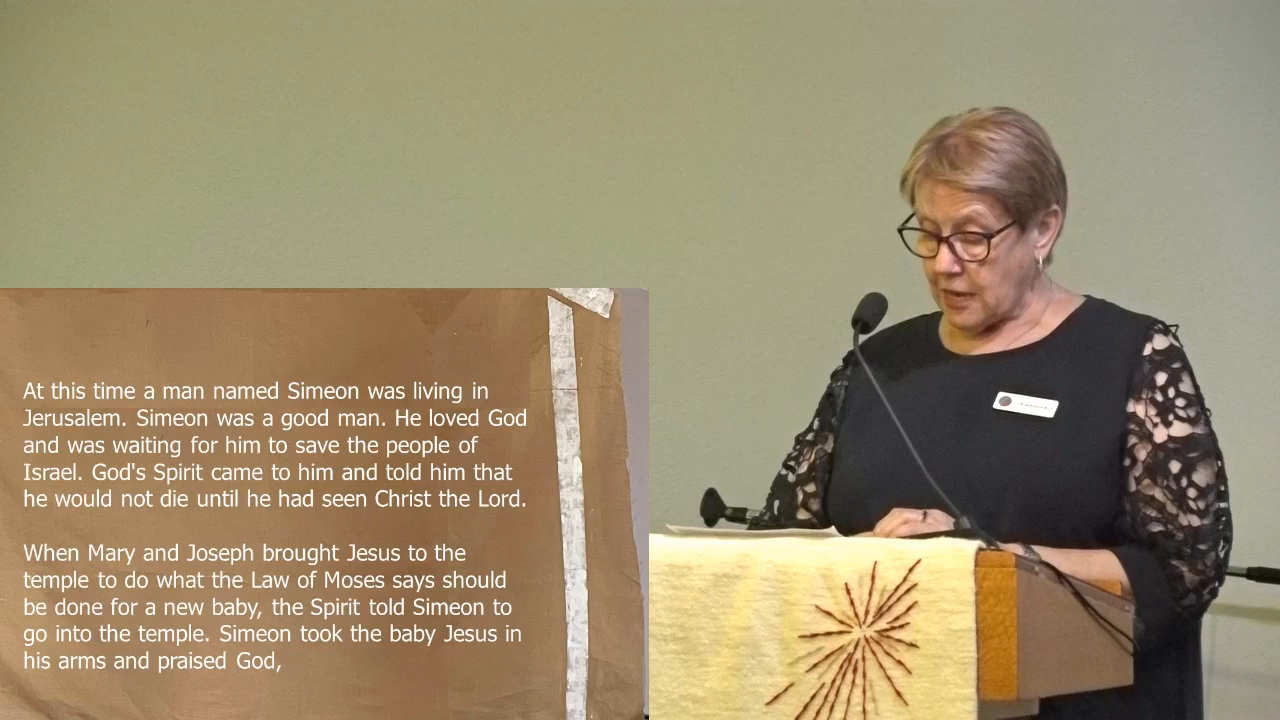 At this time a man named Simeon was living in
Jerusalem. Simeon was a good man. He loved God
and was waiting for him to save the people of
Israel. God's Spirit came to him and told him that
he would not die until he had seen Christ the Lord.
When Mary and Joseph brought Jesus to the
temple to do what the Law of Moses says should
be done for a new baby, the Spirit told Simeon to
go into the temple. Simeon took the baby Jesus in
his arms and praised God,